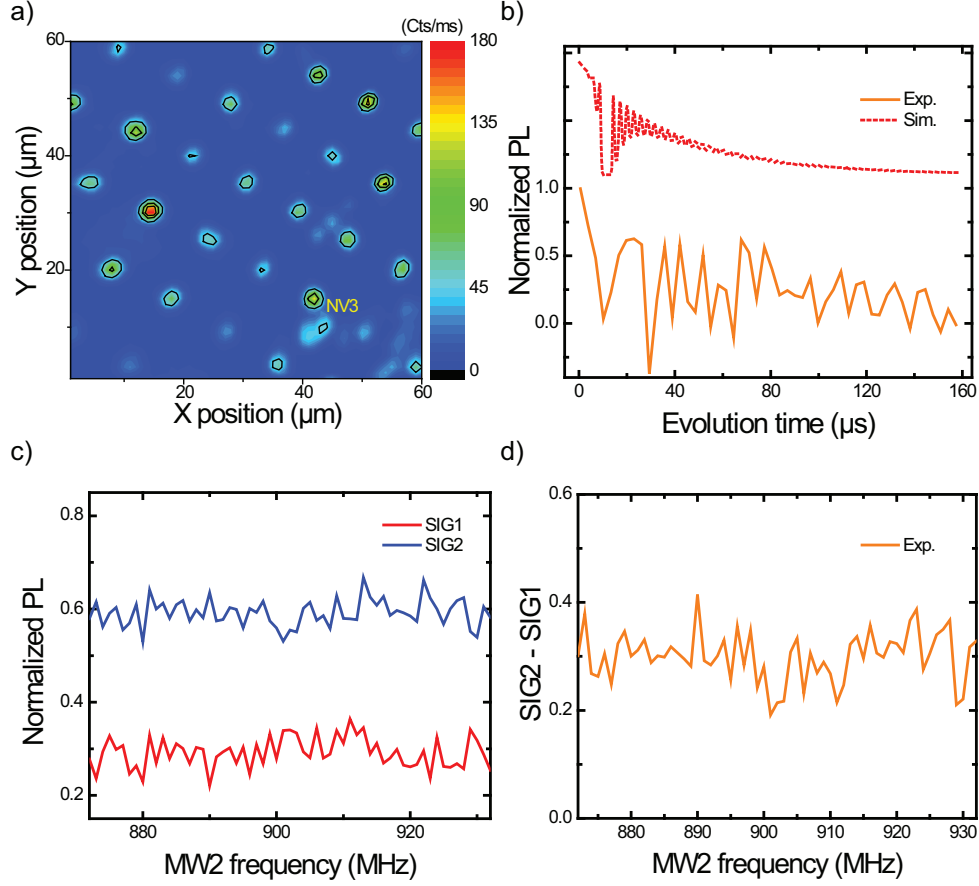 a)
(Cts/ms)
60
40
20
Y position (µm)
20
40
60
X position (µm)
180
135
90
45
0
NV3
b)
Exp.
Sim.
1.0
0.5
0.0
Normalized PL
0
40
80
120
160
Evolution time (µs)
c)
SIG1
SIG2
0.8
0.6
0.4
0.2
Normalized PL
880
900
920
MW2 frequency (MHz)
d)
Exp.
0.6
0.4
0.2
0.0
SIG2 - SIG1
880
890
900
910
920
930
MW2 frequency (MHz)